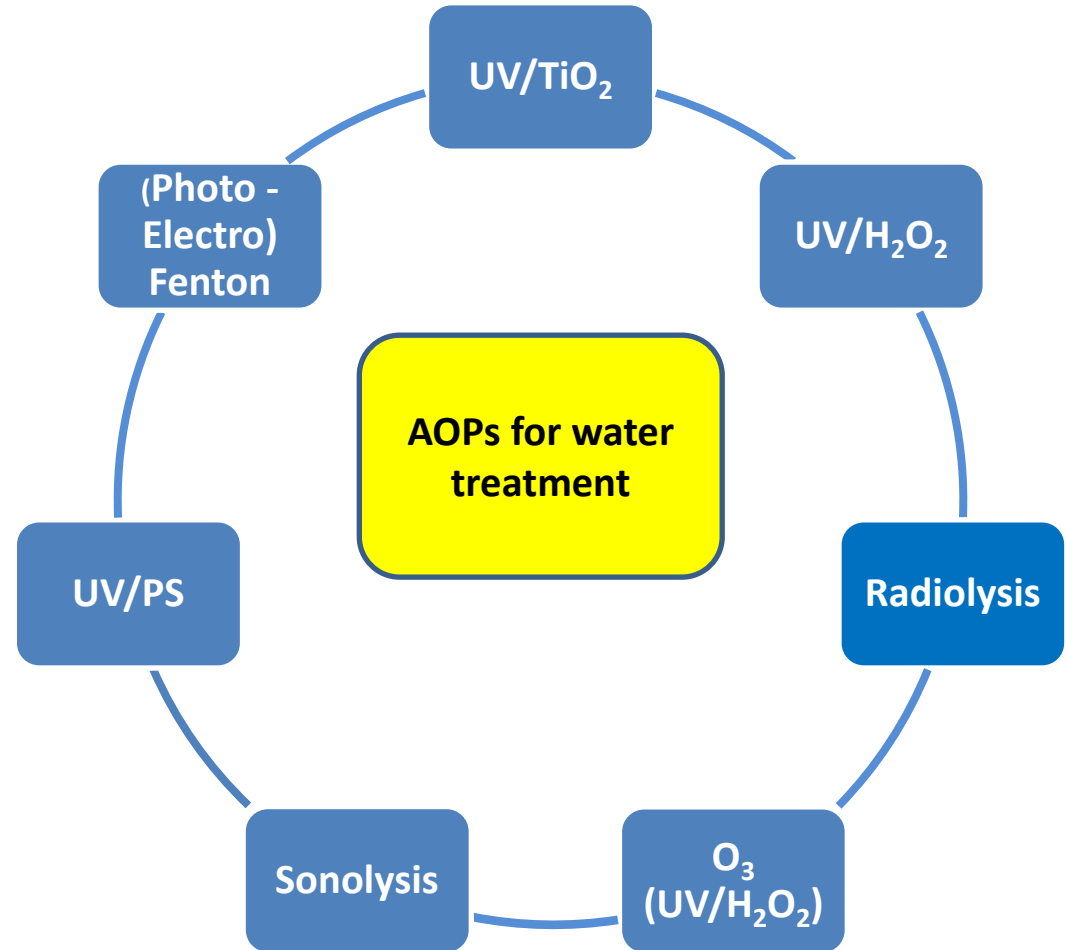 UV/TiO₂
(Photo -
Electro)
Fenton
UV/H₂O₂
AOPs for water
treatment
UV/PS
Radiolysis
Sonolysis
O₃
(UV/H₂O₂)